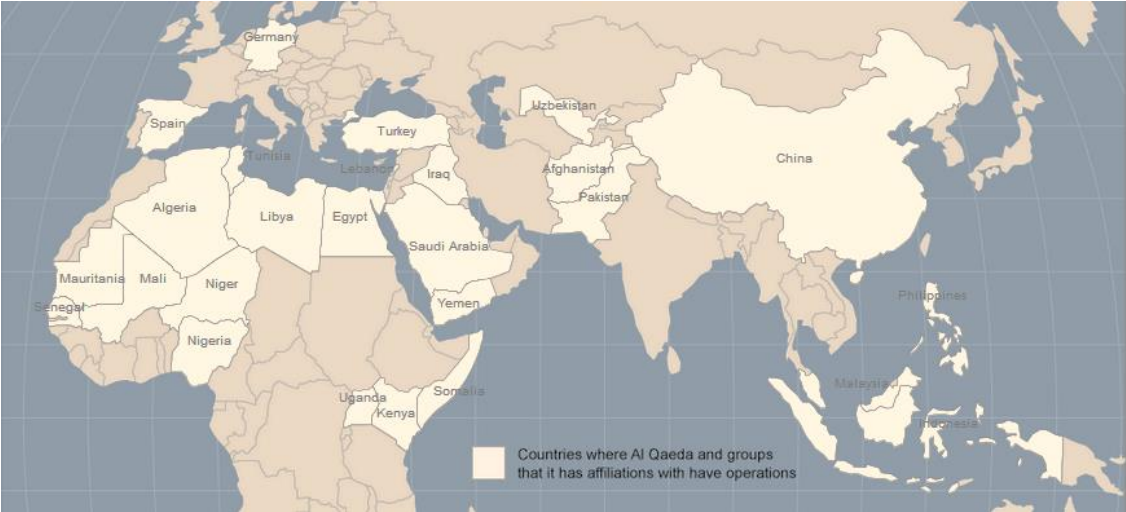 Germany
Uzbekistan
Spain
Turkey
China
Tunisia
Lebanon
Iraq
Afghanistan
Pakistan
Algeria
Libya
Egypt
Saudi Arabia
Mauritania
Mali
Niger
Senegal
Yemen
Philippines
Nigeria
Malaysia
Somalia
Uganda
Kenya
Indonesia
Countries where Al Qaeda and groups
that it has affiliations with have operations